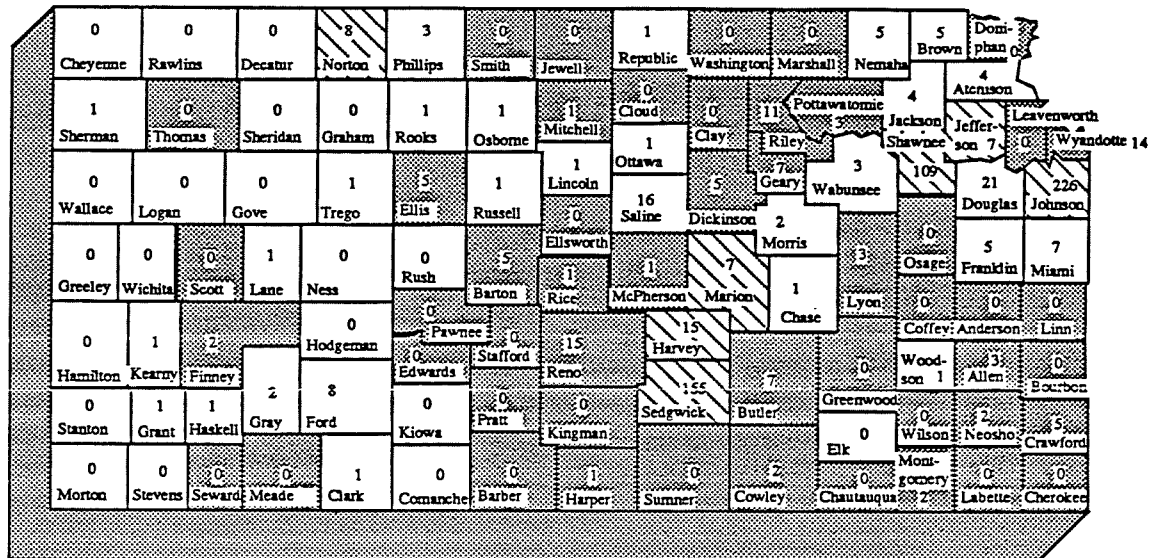 0 0 0 8 3 0 0 1 0 0 5 5 Doni-
Cheyenne Rawlins Decatur Norton Phillips Smith Jewell Republic Washington Marshall Nemaha Brown phan 0
1 0 0 0 1 1 1 0 0 11 Pottawatomie 3 4 4
Sherman Thomas Sheridan Graham Rooks Osborne Mitchell Cloud Clay Riley Jackson Atchison
Leavenworth 0
Jeffer-
son 7
Wyandotte 14
0 0 0 1 5 1 1 1 5 7 3 Shawnee 109 21 226
Wallace Logan Gove Trego Ellis Russell Lincoln Ottawa Dickinson Geary Wabunsee Douglas Johnson
16
Saline
0 0 0 1 0 0 5 0 1 1 7 2 3 0 5 7
Greeley Wichita Scott Lane Ness Rush Barton Ellsworth Rice McPherson Marion Morris Lyon Osage Franklin Miami
1
Chase
0 0 0
Coffey Anderson Linn
0 1 2 0 0 0 0 15 15
Hamilton Kearny Finney Hodgeman Pawnee Edwards Stafford Reno Harvey
Wood-
son 1
3 0
Allen Bourbon
0 1 1 2 8 0 0 0 155 7 0
Stanton Grant Haskell Gray Ford Kiowa Pratt Kingman Sedgwick Butler Greenwood
0 0 2 5
Elk Wilson Neosho Crawford
0 0 0 0 1 0 0 1 0 2 0 Mont-
gomery 2
0 0
Morton Stevens Seward Meade Clark Comanche Barber Harper Sumner Cowley Chautauqua Labette Cherokee